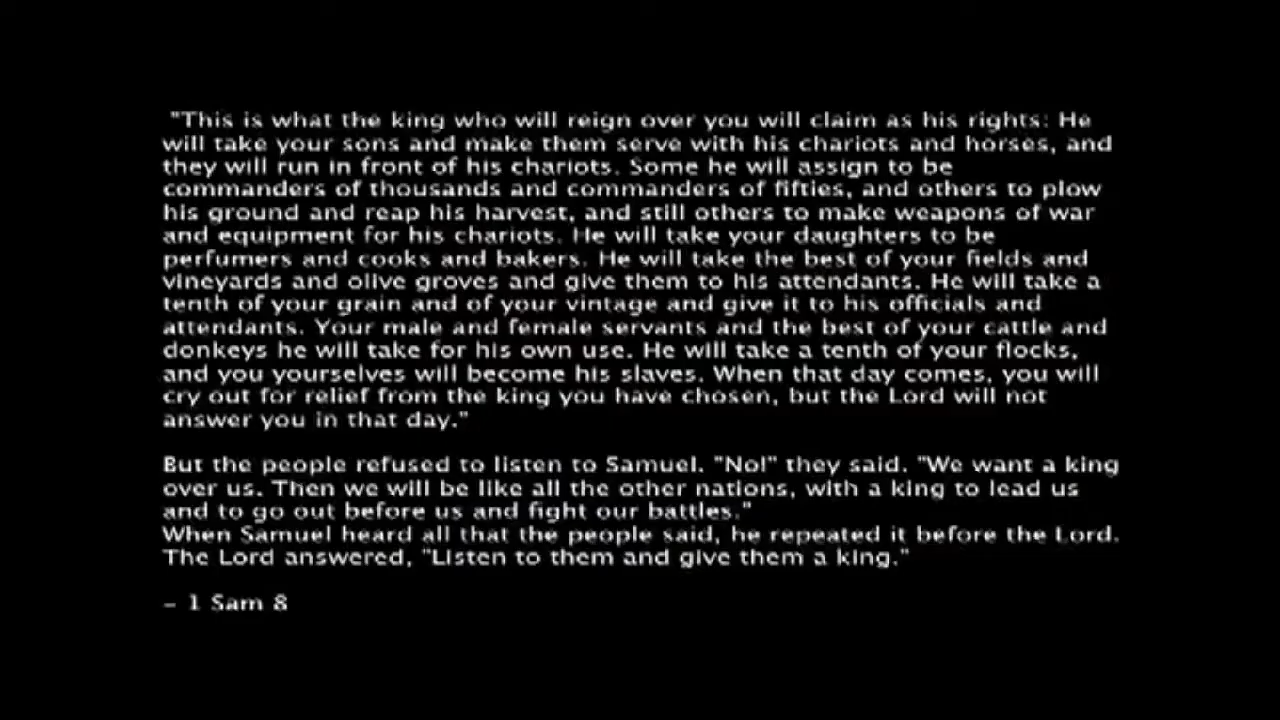 "This is what the king who will reign over you will claim as his rights: He
will take your sons and make them serve with his chariots and horses, and
they will run in front of his chariots. Some he will assign to be
commanders of thousands and commanders of fifties, and others to plow
his ground and reap his harvest, and still others to make weapons of war
and equipment for his chariots. He will take your daughters to be
perfumers and cooks and bakers. He will take the best of your fields and
vineyards and olive groves and give them to his attendants. He will take a
tenth of your grain and of your vintage and give it to his officials and
attendants. Your male and female servants and the best of your cattle and
donkeys he will take for his own use. He will take a tenth of your flocks,
and you yourselves will become his slaves. When that day comes, you will
cry out for relief from the king you have chosen, but the Lord will not
answer you in that day."
But the people refused to listen to Samuel. "No!" they said. "We want a king
over us. Then we will be like all the other nations, with a king to lead us
and to go out before us and fight our battles."
When Samuel heard all that the people said, he repeated it before the Lord.
The Lord answered, "Listen to them and give them a king."
– 1 Sam 8